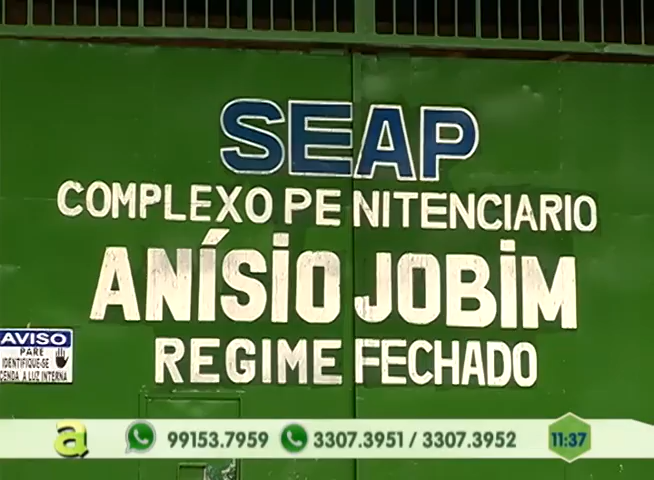 SEAP
COMPLEXO PENITENCIARIO
ANÍSIO JOBIM
REGIME FECHADO
AVISO
PARE
IDENTIFIQUE-SE
CENDA A LUZ INTERNA
a 99153.7959 3307.3951 / 3307.3952 11:37